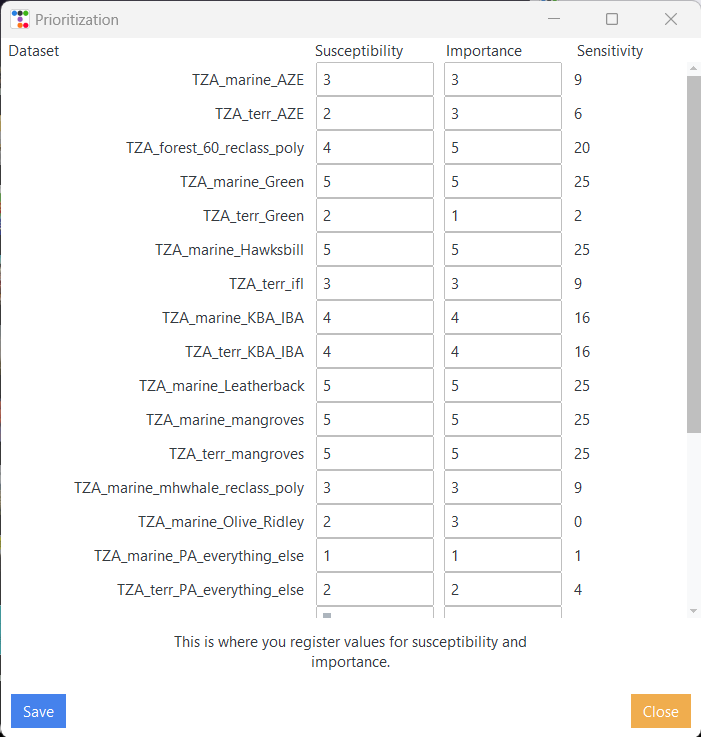 Prioritization
Dataset Susceptibility Importance Sensitivity
TZA_marine_AZE 3 3 9
TZA_terr_AZE 2 3 6
TZA_forest_60_reclass_poly 4 5 20
TZA_marine_Green 5 5 25
TZA_terr_Green 2 1 2
TZA_marine_Hawksbill 5 5 25
TZA_terr_ifl 3 3 9
TZA_marine_KBA_IBA 4 4 16
TZA_terr_KBA_IBA 4 4 16
TZA_marine_Leatherback 5 5 25
TZA_marine_mangroves 5 5 25
TZA_terr_mangroves 5 5 25
TZA_marine_mhwhale_reclass_poly 3 3 9
TZA_marine_Olive_Ridley 2 3 0
TZA_marine_PA_everything_else 1 1 1
TZA_terr_PA_everything_else 2 2 4
This is where you register values for susceptibility and
importance.
Save Close